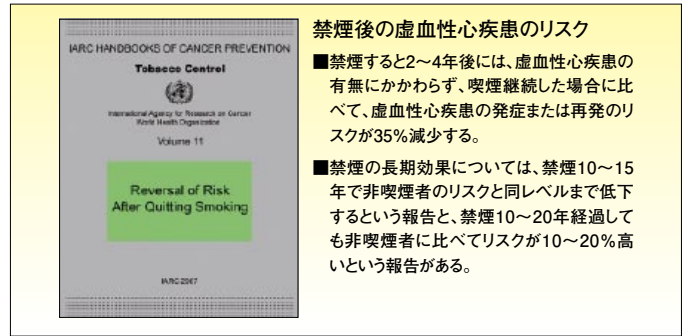 IARC HANDBOOKS OF CANCER PREVENTION
Tobacco Control
International Agency for Research on Cancer
World Health Organization
Volume 11
Reversal of Risk
After Quitting Smoking
IARC 2007
禁煙後の虚血性心疾患のリスク
■禁煙すると2〜4年後には、虚血性心疾患の
有無にかかわらず、喫煙継続した場合に比
べて、虚血性心疾患の発症または再発のリ
スクが35%減少する。
■禁煙の長期効果については、禁煙10〜15
年で非喫煙者のリスクと同レベルまで低下
するという報告と、禁煙10〜20年経過して
も非喫煙者に比べてリスクが10〜20%高
いという報告がある。